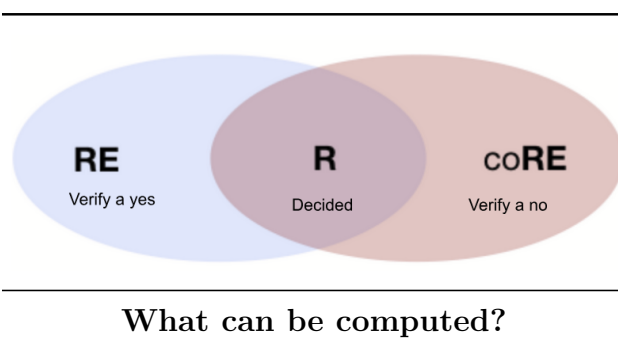 RE R coRE
Verify a yes Decided Verify a no
What can be computed?